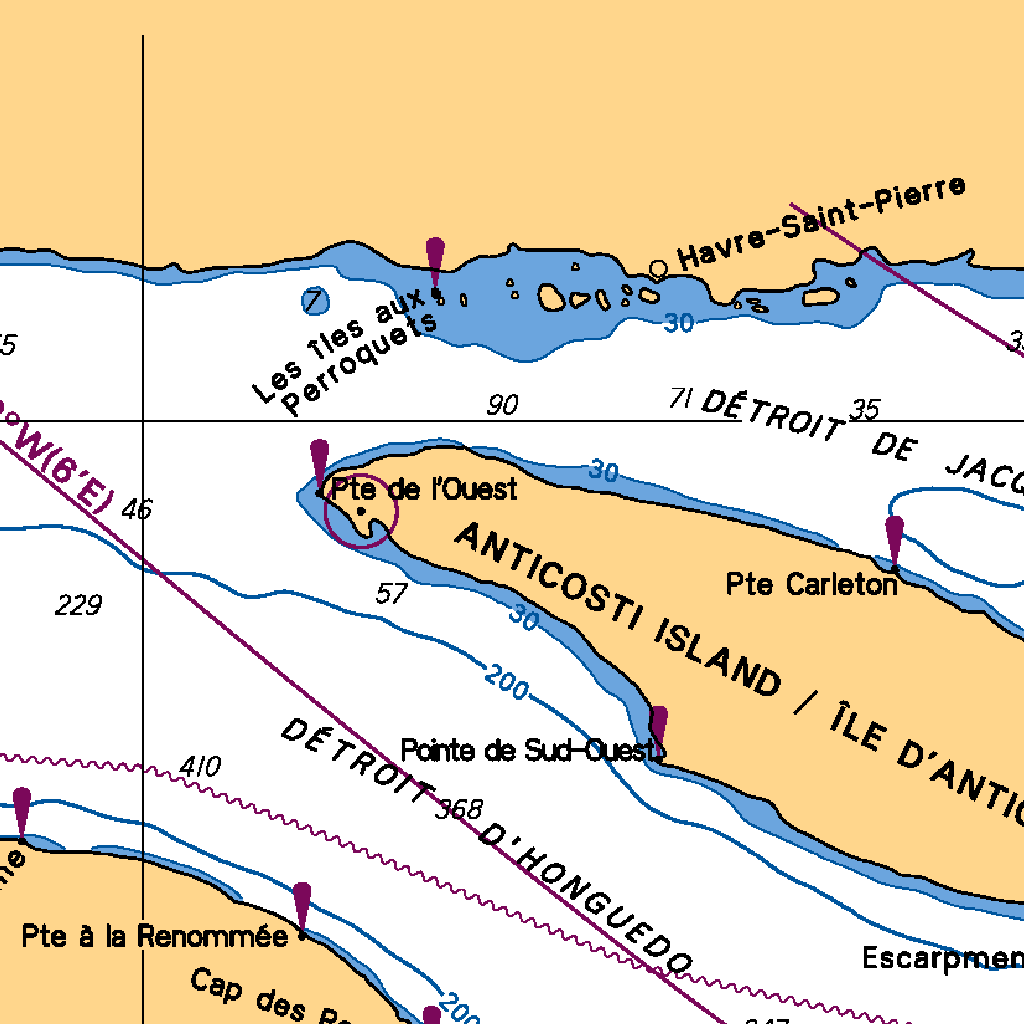 Havre-Saint-Pierre
7
Les îles aux
Perroquets
30
90
71
DÉTROIT DE
35
°W(6'E)
46
Pte de l'Ouest
30
ANTICOSTI ISLAND / ÎLE D'ANTIC
Pte Carleton
57
229
30
200
DÉTROIT D'HONGUEDO
Pointe de Sud-Ouest
410
368
Pte à la Renommée
Cap des
Escarpmen
200